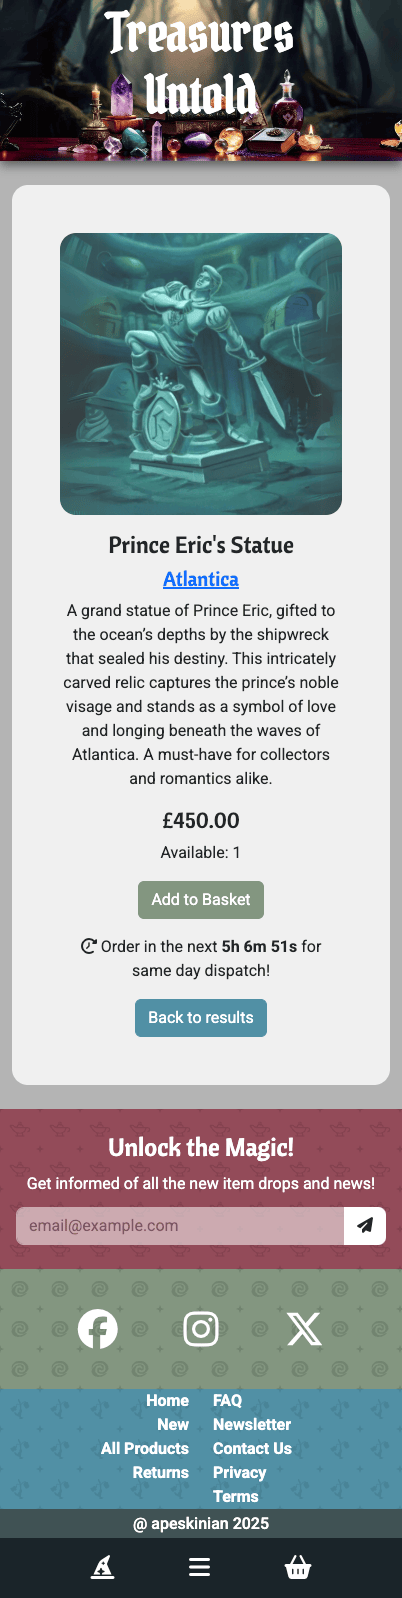 Treasures
Untold
Prince Eric's Statue
Atlantica
A grand statue of Prince Eric, gifted to
the ocean’s depths by the shipwreck
that sealed his destiny. This intricately
carved relic captures the prince’s noble
visage and stands as a symbol of love
and longing beneath the waves of
Atlantica. A must-have for collectors
and romantics alike.
£450.00
Available: 1
Add to Basket
Order in the next 5h 6m 51s for
same day dispatch!
Back to results
Unlock the Magic!
Get informed of all the new item drops and news!
email@example.com
Home FAQ
New Newsletter
All Products Contact Us
Returns Privacy
Terms
@ apeskinian 2025